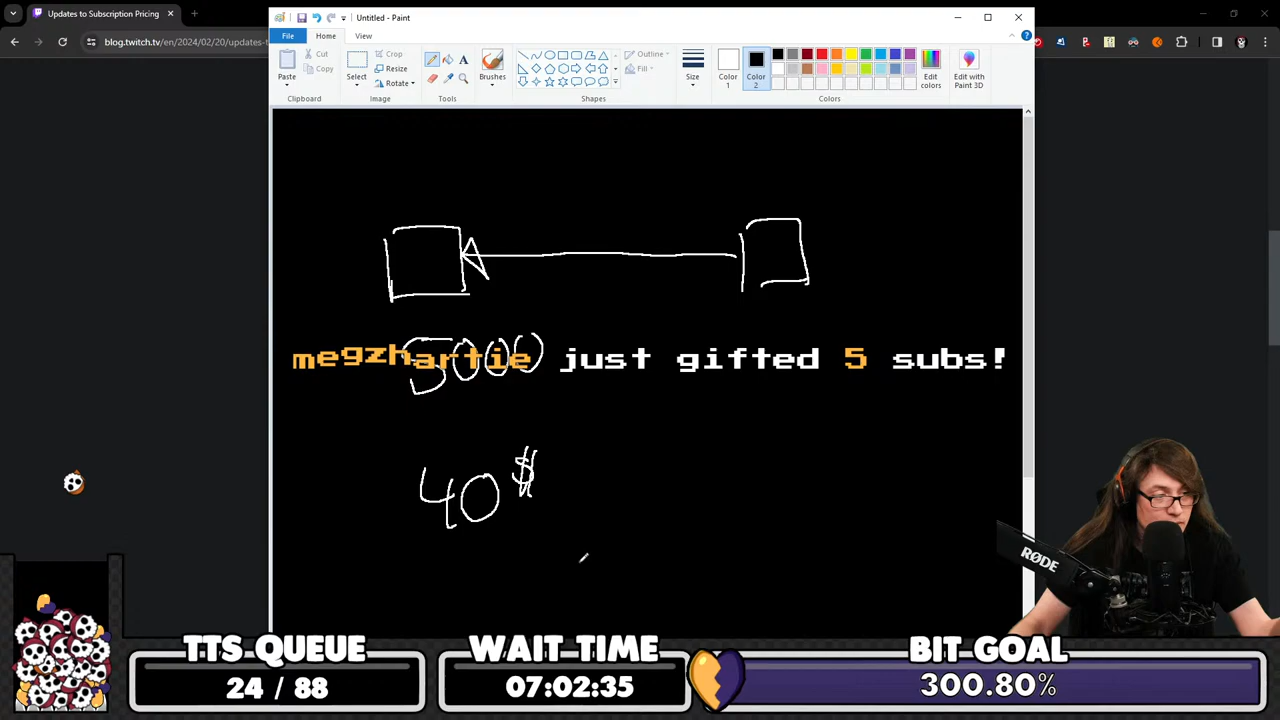 Untitled - Paint
Updates to Subscription Pricing
File Home View
blog.twitch.tv/en/2024/02/20/updates-t
Paste
Cut
Copy
Select
Crop
Resize
Rotate
Brushes
Outline
Fill
Size
Color 1
Color 2
Edit colors
Edit with Paint 3D
Clipboard Image Tools Shapes Colors
5000
megzhartie just gifted 5 subs!
40$
RØDE
TTS QUEUE WAIT TIME BIT GOAL
24 / 88 07:02:35 300.80%